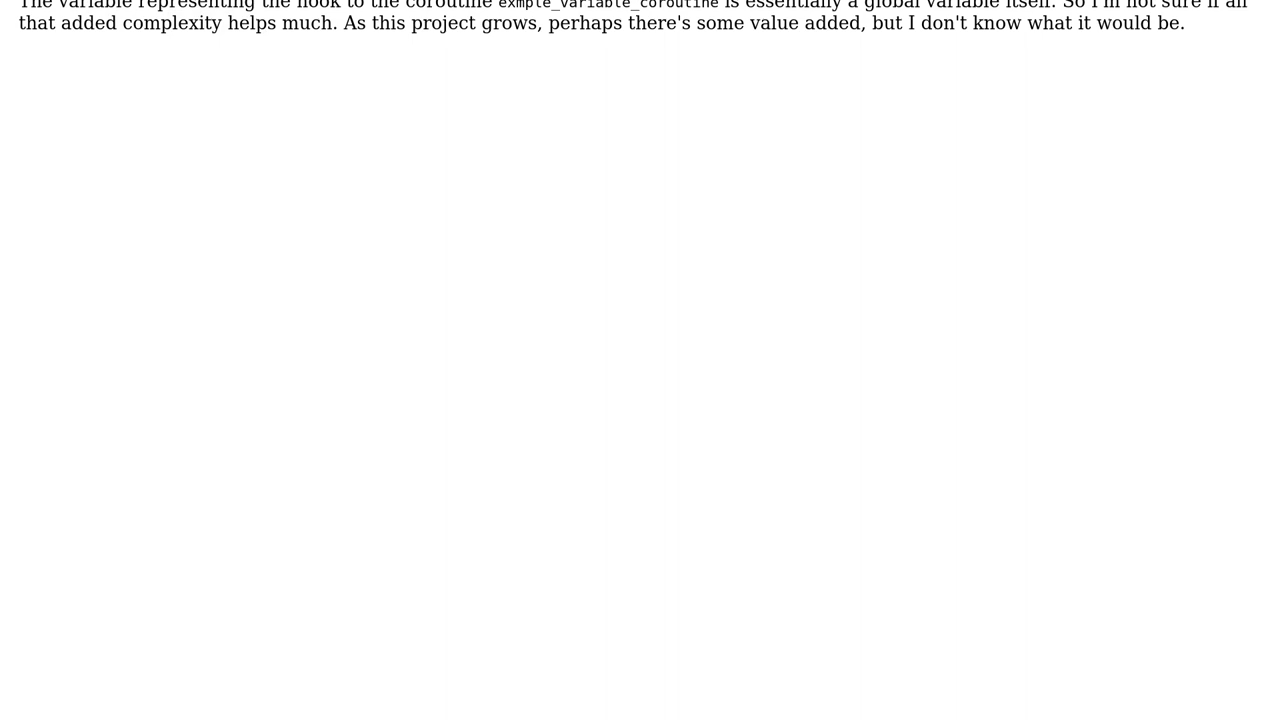 The variable representing the hook to the coroutine exmple_variable_coroutine is essentially a global variable itself. So I'm not sure if all
that added complexity helps much. As this project grows, perhaps there's some value added, but I don't know what it would be.